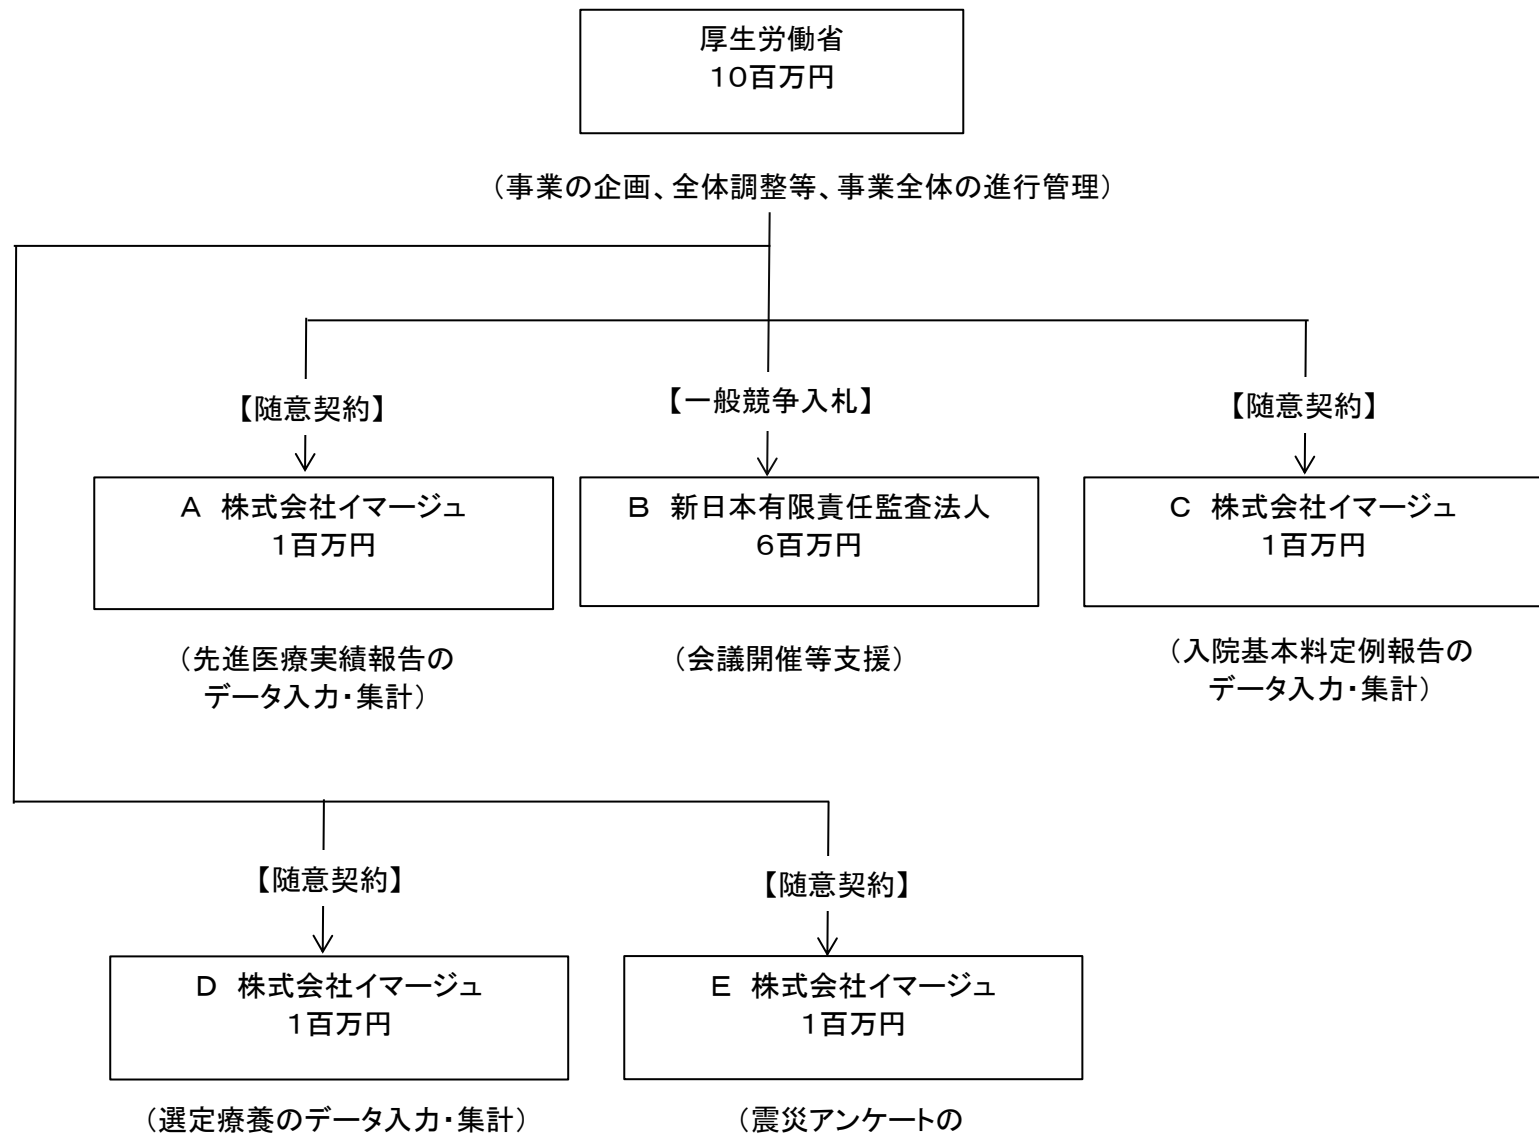 厚生労働省
10百万円
（事業の企画、全体調整等、事業全体の進行管理）
【随意契約】
【一般競争入札】
【随意契約】
A 株式会社イマージュ
1百万円
B 新日本有限責任監査法人
6百万円
C 株式会社イマージュ
1百万円
（先進医療実績報告の
データ入力・集計）
（会議開催等支援）
（入院基本料定例報告の
データ入力・集計）
【随意契約】
【随意契約】
D 株式会社イマージュ
1百万円
E 株式会社イマージュ
1百万円
（選定療養のデータ入力・集計）
（震災アンケートの